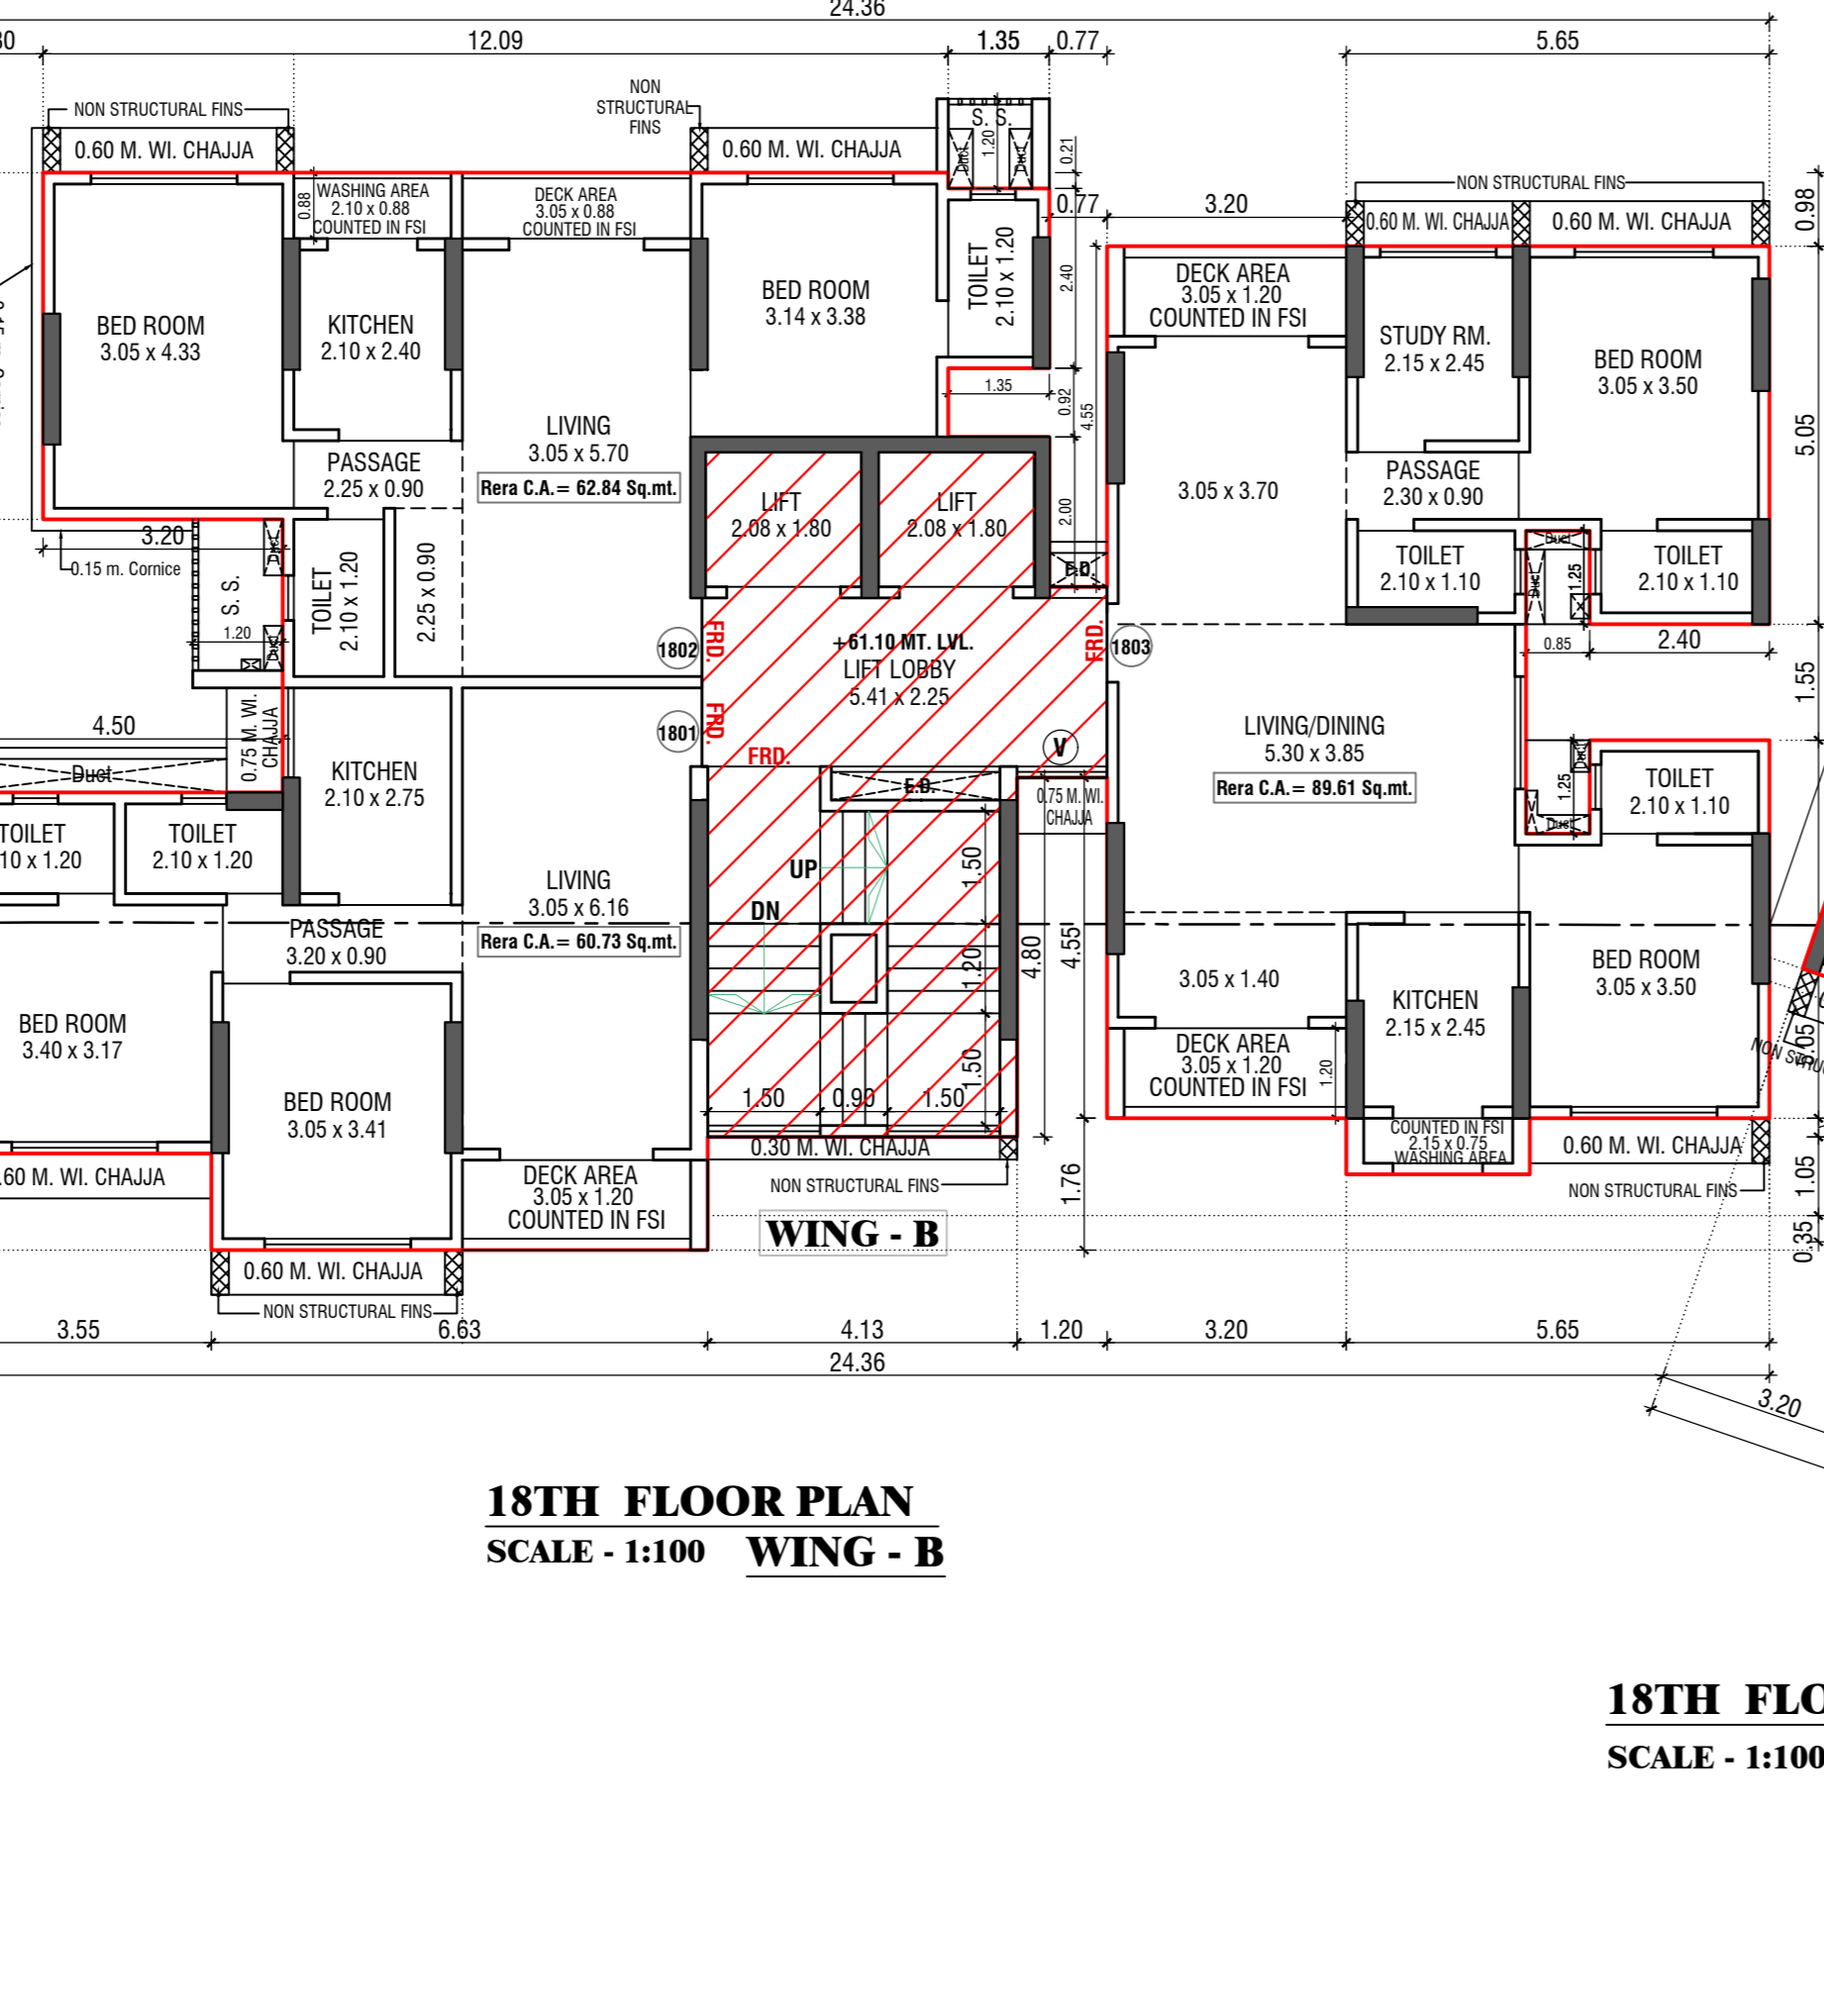 24.36
12.09
1.35
0.77
5.65
NON STRUCTURAL FINS
NON
STRUCTURAL
FINS
0.60 M. WI. CHAJJA
0.60 M. WI. CHAJJA
S. S.
1.20
Duct
Duct
0.21
0.88
WASHING AREA
2.10 x 0.88
COUNTED IN FSI
DECK AREA
3.05 x 0.88
COUNTED IN FSI
NON STRUCTURAL FINS
0.77
3.20
0.60 M. WI. CHAJJA
0.60 M. WI. CHAJJA
0.98
BED ROOM
3.05 x 4.33
KITCHEN
2.10 x 2.40
BED ROOM
3.14 x 3.38
TOILET
2.10 x 1.20
2.40
DECK AREA
3.05 x 1.20
COUNTED IN FSI
STUDY RM.
2.15 x 2.45
BED ROOM
3.05 x 3.50
5.05
1.35
0.92
4.55
LIVING
3.05 x 5.70
Rera C.A.= 62.84 Sq.mt.
PASSAGE
2.25 x 0.90
LIFT
2.08 x 1.80
LIFT
2.08 x 1.80
2.00
3.05 x 3.70
PASSAGE
2.30 x 0.90
3.20
0.15 m. Cornice
Duct
S. S.
1.20
Duct
TOILET
2.10 x 1.20
2.25 x 0.90
E.D.
TOILET
2.10 x 1.10
Duct
Duct
1.25
TOILET
2.10 x 1.10
1802
FRD.
+61.10 MT. LVL.
LIFT LOBBY
5.41 x 2.25
FRD.
1803
0.85
2.40
1.55
4.50
0.75 M. WI.
CHAJJA
1801
FRD.
FRD.
V
LIVING/DINING
5.30 x 3.85
Rera C.A.= 89.61 Sq.mt.
Duct
KITCHEN
2.10 x 2.75
E.D.
0.75 M. WI.
CHAJJA
Duct
1.25
Duct
TOILET
2.10 x 1.10
TOILET
10 x 1.20
TOILET
2.10 x 1.20
LIVING
3.05 x 6.16
Rera C.A.= 60.73 Sq.mt.
UP
DN
1.50
1.20
1.50
4.80
4.55
PASSAGE
3.20 x 0.90
BED ROOM
3.40 x 3.17
BED ROOM
3.05 x 3.41
1.50
0.90
1.50
3.05 x 1.40
DECK AREA
3.05 x 1.20
COUNTED IN FSI
1.20
KITCHEN
2.15 x 2.45
BED ROOM
3.05 x 3.50
5.05
COUNTED IN FSI
2.15 x 0.75
WASHING AREA
0.60 M. WI. CHAJJA
NON STRUCTURAL FINS
.60 M. WI. CHAJJA
DECK AREA
3.05 x 1.20
COUNTED IN FSI
0.30 M. WI. CHAJJA
NON STRUCTURAL FINS
WING - B
1.76
1.05
0.35
0.60 M. WI. CHAJJA
NON STRUCTURAL FINS
3.55
6.63
4.13
1.20
3.20
5.65
24.36
3.20
18TH FLOOR PLAN
SCALE - 1:100 WING - B
18TH FLO
SCALE - 1:100